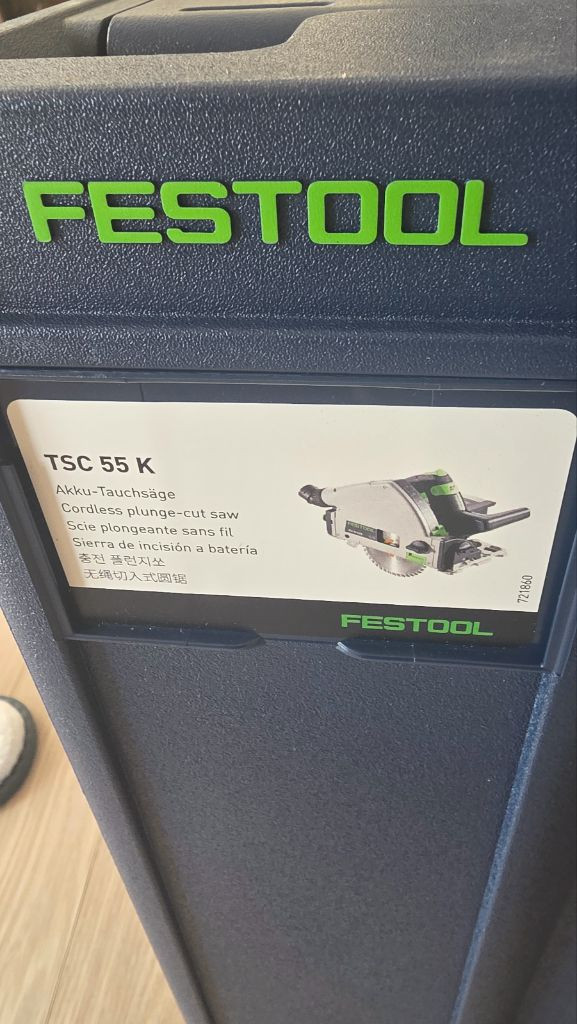 FESTOOL
TSC 55 K
Akku-Tauchsäge
Cordless plunge-cut saw
Scie plongeante sans fil
Sierra de incisión a batería
충전 플런지쏘
无绳切入式圆锯
FESTOOL
721860
FESTOOL